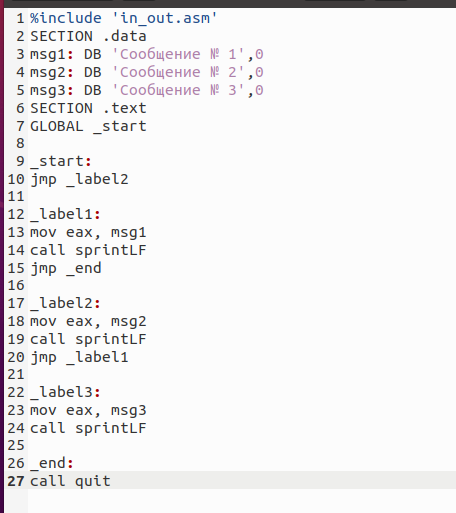 1 %include 'in_out.asm'
2 SECTION .data
3 msg1: DB 'Сообщение № 1',0
4 msg2: DB 'Сообщение № 2',0
5 msg3: DB 'Сообщение № 3',0
6 SECTION .text
7 GLOBAL _start
8
9 _start:
10 jmp _label2
11
12 _label1:
13 mov eax, msg1
14 call sprintLF
15 jmp _end
16
17 _label2:
18 mov eax, msg2
19 call sprintLF
20 jmp _label1
21
22 _label3:
23 mov eax, msg3
24 call sprintLF
25
26 _end:
27 call quit